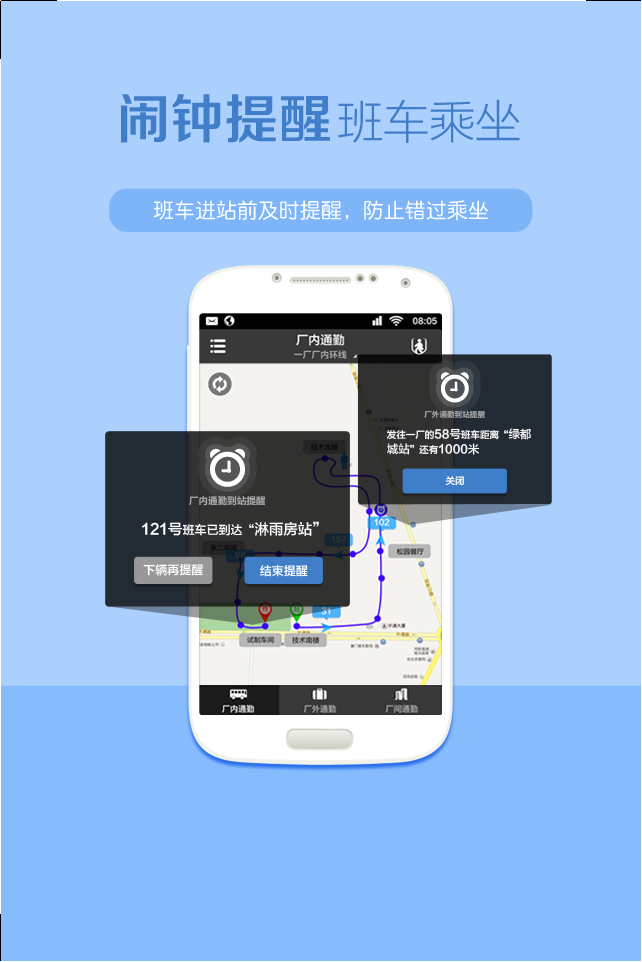 闹钟提醒班车乘坐
班车进站前及时提醒，防止错过乘坐
08:05
厂内通勤
一厂厂内环线
厂外通勤到站提醒
发往一厂的58号班车距离“绿都
城站”还有1000米
关闭
厂内通勤到站提醒
121号班车已到达“淋雨房站”
下辆再提醒
结束提醒
技术北楼
102
157
松园餐厅
31
试制车间
技术南楼
厂内通勤
厂外通勤
厂间通勤